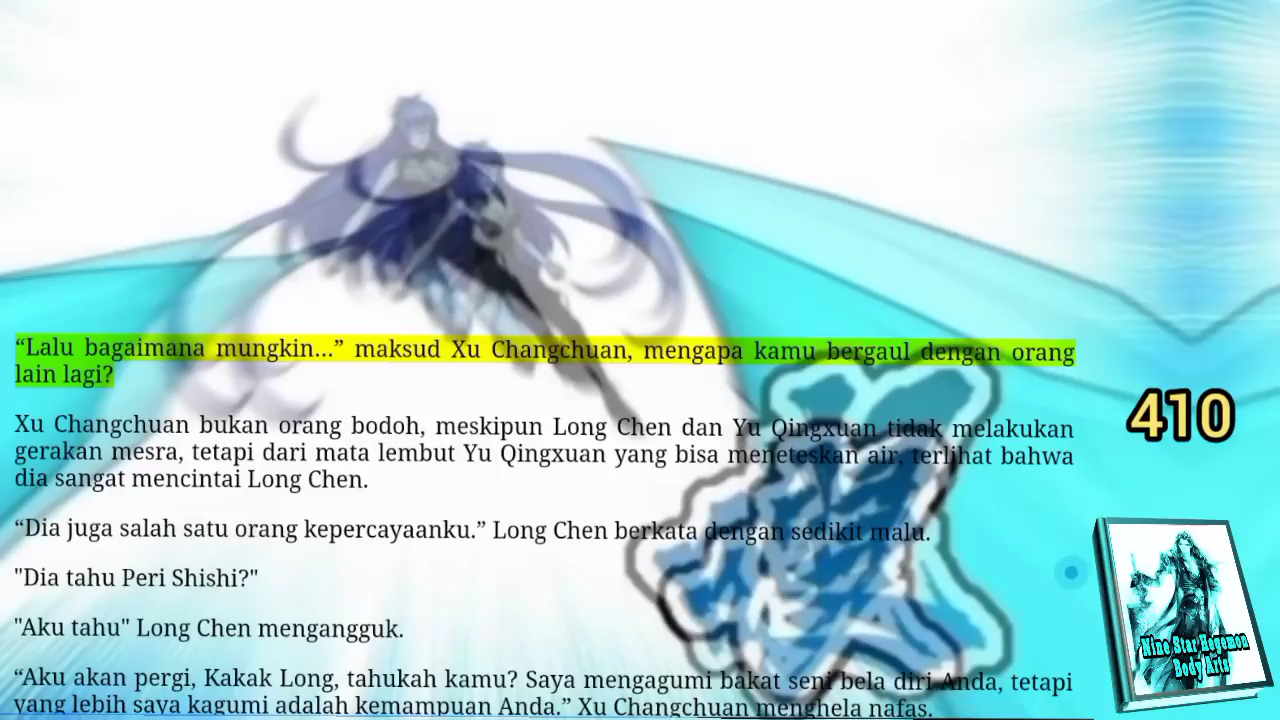 “Lalu bagaimana mungkin...” maksud Xu Changchuan, mengapa kamu bergaul dengan orang
lain lagi?
Xu Changchuan bukan orang bodoh, meskipun Long Chen dan Yu Qingxuan tidak melakukan
gerakan mesra, tetapi dari mata lembut Yu Qingxuan yang bisa meneteskan air, terlihat bahwa
dia sangat mencintai Long Chen.
“Dia juga salah satu orang kepercayaanku.” Long Chen berkata dengan sedikit malu.
"Dia tahu Peri Shishi?"
"Aku tahu" Long Chen mengangguk.
“Aku akan pergi, Kakak Long, tahukah kamu? Saya mengagumi bakat seni bela diri Anda, tetapi
yang lebih saya kagumi adalah kemampuan Anda.” Xu Changchuan menghela nafas.
410
Nine Star Hegemon
Body Arts